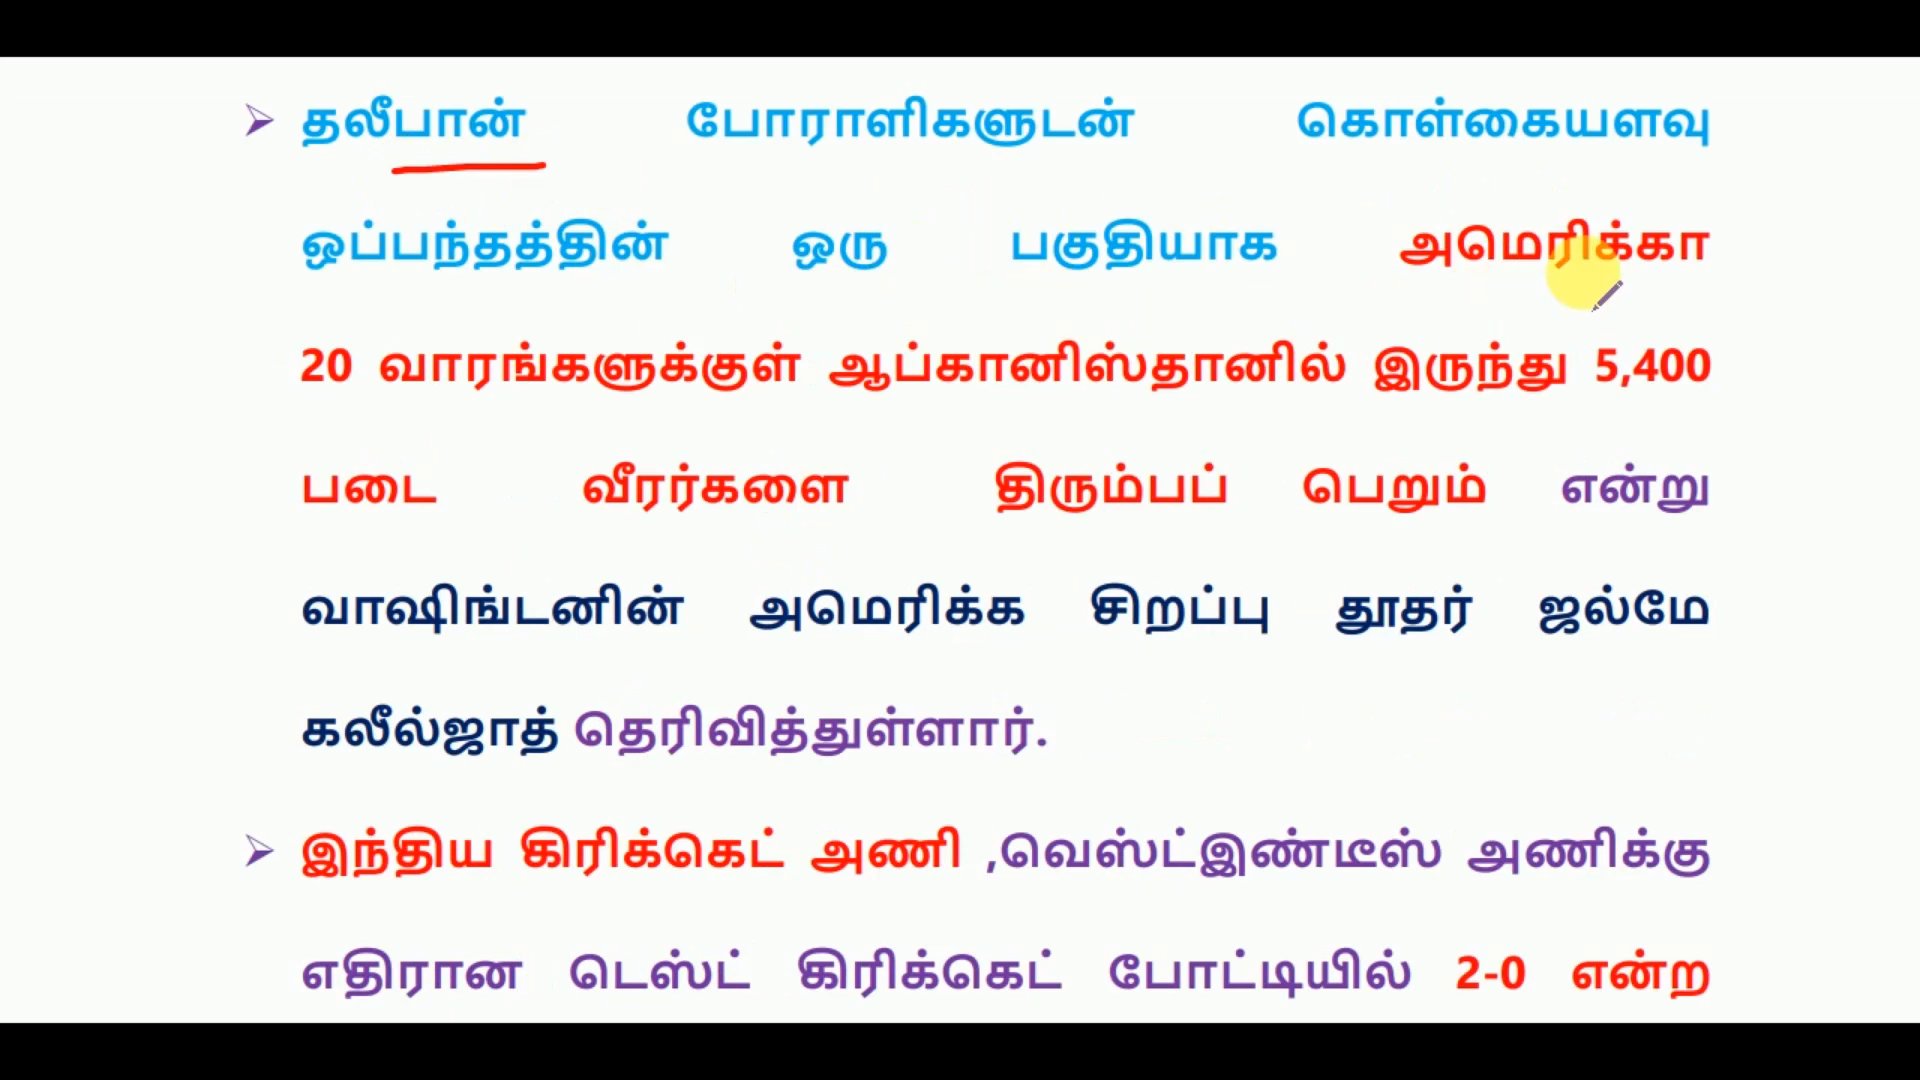 ➢ தலீபான் போராளிகளுடன் கொள்கையளவு
ஒப்பந்தத்தின் ஒரு பகுதியாக அமெரிக்கா
20 வாரங்களுக்குள் ஆப்கானிஸ்தானில் இருந்து 5,400
படை வீரர்களை திரும்பப் பெறும் என்று
வாஷிங்டனின் அமெரிக்க சிறப்பு தூதர் ஜல்மே
கலீல்ஜாத் தெரிவித்துள்ளார்.
➢ இந்திய கிரிக்கெட் அணி ,வெஸ்ட்இண்டீஸ் அணிக்கு
எதிரான டெஸ்ட் கிரிக்கெட் போட்டியில் 2-0 என்ற